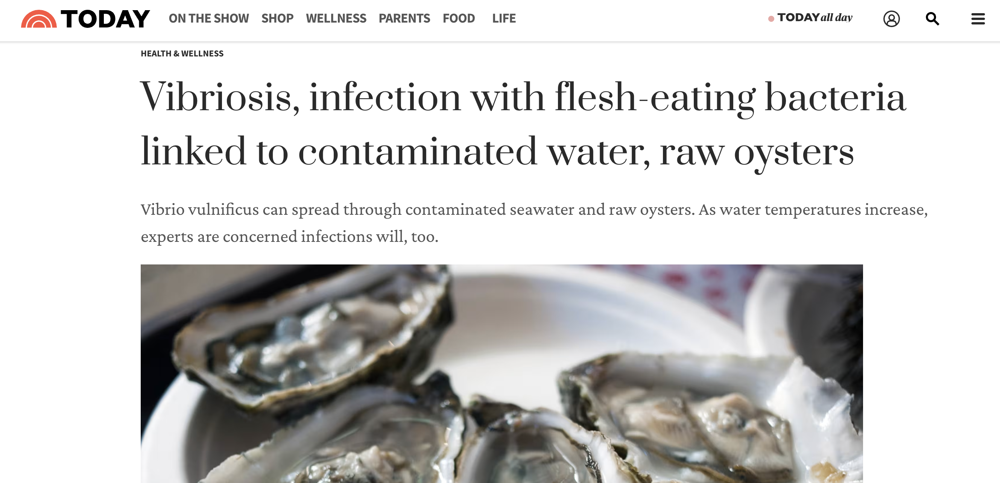 TODAY ON THE SHOW SHOP WELLNESS PARENTS FOOD LIFE TODAY all day
HEALTH & WELLNESS
Vibriosis, infection with flesh-eating bacteria
linked to contaminated water, raw oysters
Vibrio vulnificus can spread through contaminated seawater and raw oysters. As water temperatures increase,
experts are concerned infections will, too.